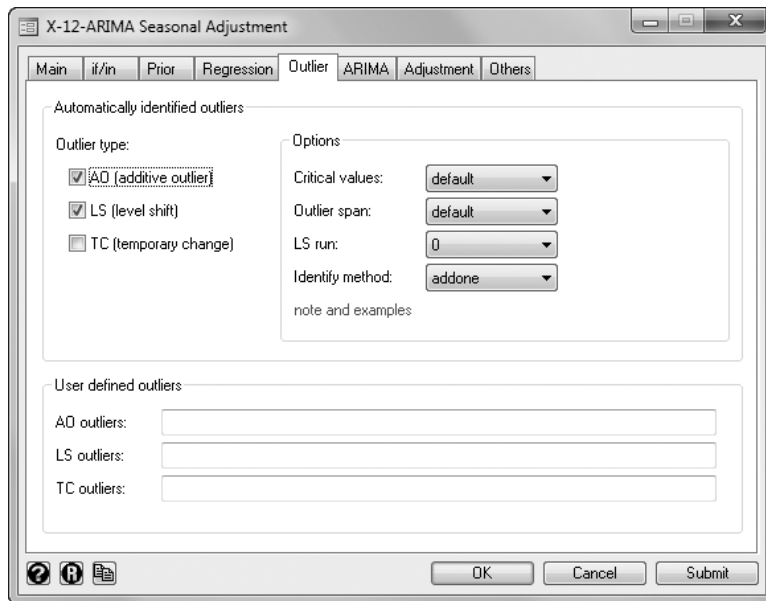 X-12-ARIMA Seasonal Adjustment
Main if/in Prior Regression Outlier ARIMA Adjustment Others
Automatically identified outliers
Outlier type:
AO (additive outlier)
LS (level shift)
TC (temporary change)
Options
Critical values: default
Outlier span: default
LS run: 0
Identify method: addone
note and examples
User defined outliers
AO outliers:
LS outliers:
TC outliers:
? R OK Cancel Submit